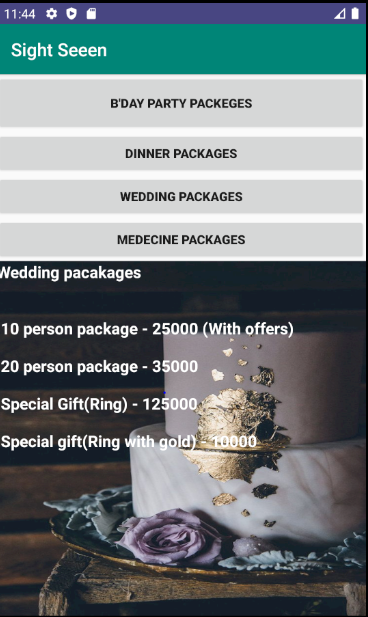 11:44
Sight Seeen
B'DAY PARTY PACKEGES
DINNER PACKAGES
WEDDING PACKAGES
MEDECINE PACKAGES
Wedding pacakages
10 person package - 25000 (With offers)
20 person package - 35000
Special Gift(Ring) - 125000
Special gift(Ring with gold) - 10000